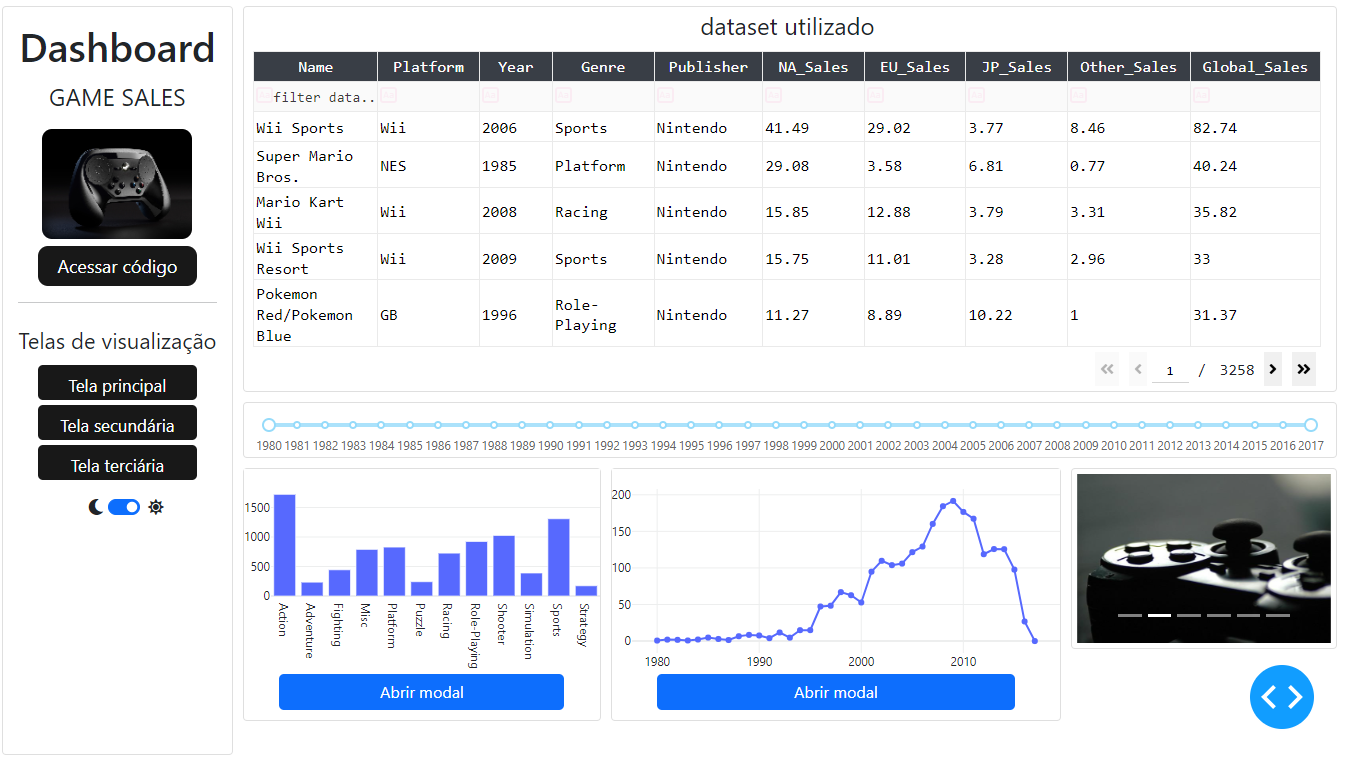 Dashboard
GAME SALES
Acessar código
Telas de visualização
Tela principal
Tela secundária
Tela terciária
dataset utilizado
Name Platform Year Genre Publisher NA_Sales EU_Sales JP_Sales Other_Sales Global_Sales
filter data..
Wii Sports Wii 2006 Sports Nintendo 41.49 29.02 3.77 8.46 82.74
Super Mario
Bros. NES 1985 Platform Nintendo 29.08 3.58 6.81 0.77 40.24
Mario Kart
Wii Wii 2008 Racing Nintendo 15.85 12.88 3.79 3.31 35.82
Wii Sports
Resort Wii 2009 Sports Nintendo 15.75 11.01 3.28 2.96 33
Pokemon
Red/Pokemon
Blue GB 1996 Role-
Playing Nintendo 11.27 8.89 10.22 1 31.37
1 / 3258
1980 1981 1982 1983 1984 1985 1986 1987 1988 1989 1990 1991 1992 1993 1994 1995 1996 1997 1998 1999 2000 2001 2002 2003 2004 2005 2006 2007 2008 2009 2010 2011 2012 2013 2014 2015 2016 2017
1500
1000
500
0
Action Adventure Fighting Misc Platform Puzzle Racing Role-Playing Shooter Simulation Sports Strategy
Abrir modal
200
150
100
50
0
1980 1990 2000 2010
Abrir modal